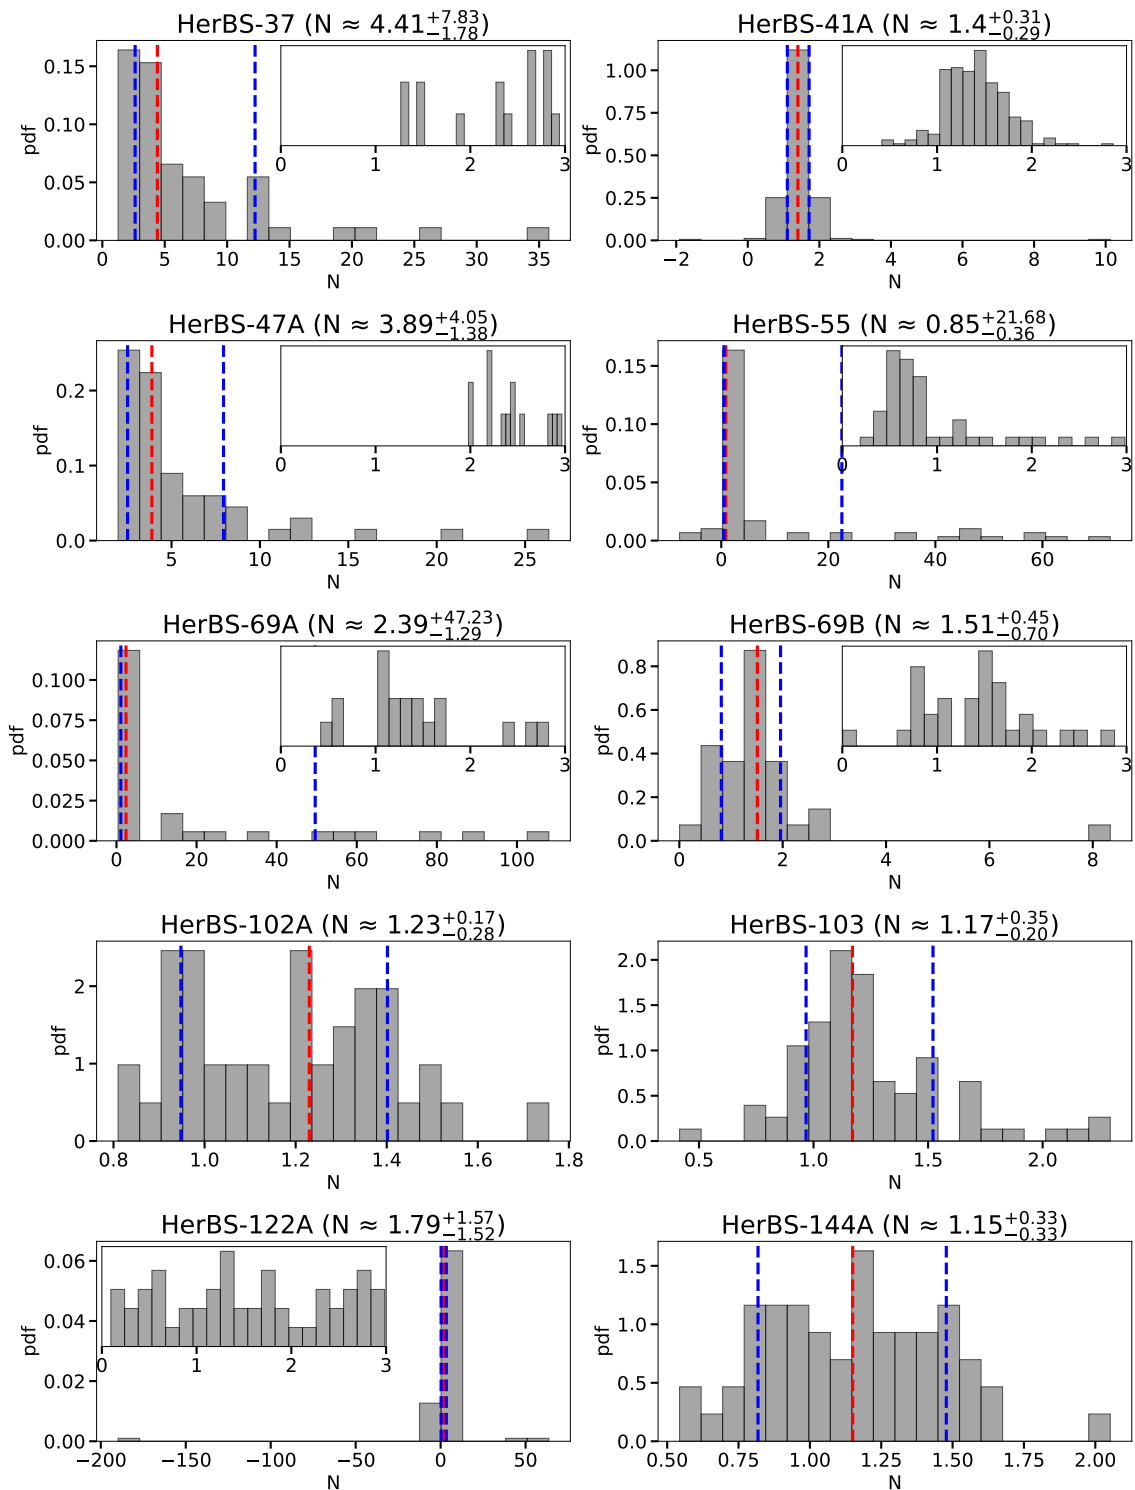 HerBS-37 (N ≈ 4.41 +7.83 −1.78)
0.15
0.10
0.05
0.00
pdf
0 1 2 3
0 5 10 15 20 25 30 35
N
HerBS-41A (N ≈ 1.4 +0.31 −0.29)
1.00
0.75
0.50
0.25
0.00
pdf
0 1 2 3
−2 0 2 4 6 8 10
N
HerBS-47A (N ≈ 3.89 +4.05 −1.38)
0.2
0.1
0.0
pdf
0 1 2 3
5 10 15 20 25
N
HerBS-55 (N ≈ 0.85 +21.68 −0.36)
0.15
0.10
0.05
0.00
pdf
0 1 2 3
0 20 40 60
N
HerBS-69A (N ≈ 2.39 +47.23 −1.29)
0.100
0.075
0.050
0.025
0.000
pdf
0 1 2 3
0 20 40 60 80 100
N
HerBS-69B (N ≈ 1.51 +0.45 −0.70)
0.8
0.6
0.4
0.2
0.0
pdf
0 1 2 3
0 2 4 6 8
N
HerBS-102A (N ≈ 1.23 +0.17 −0.28)
2
1
0
pdf
0.8 1.0 1.2 1.4 1.6 1.8
N
HerBS-103 (N ≈ 1.17 +0.35 −0.20)
2.0
1.5
1.0
0.5
0.0
pdf
0.5 1.0 1.5 2.0
N
HerBS-122A (N ≈ 1.79 +1.57 −1.52)
0.06
0.04
0.02
0.00
pdf
0 1 2 3
−200 −150 −100 −50 0 50
N
HerBS-144A (N ≈ 1.15 +0.33 −0.33)
1.5
1.0
0.5
0.0
pdf
0.50 0.75 1.00 1.25 1.50 1.75 2.00
N